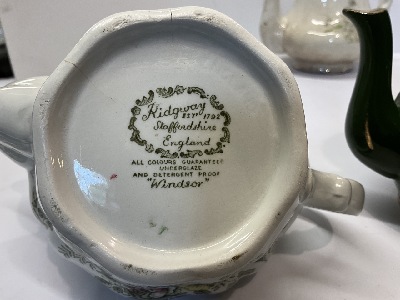 Ridgway
ESTD 1792
Staffordshire
England
ALL COLOURS GUARANTEED
UNDERGLAZE
AND DETERGENT PROOF
"Windsor"